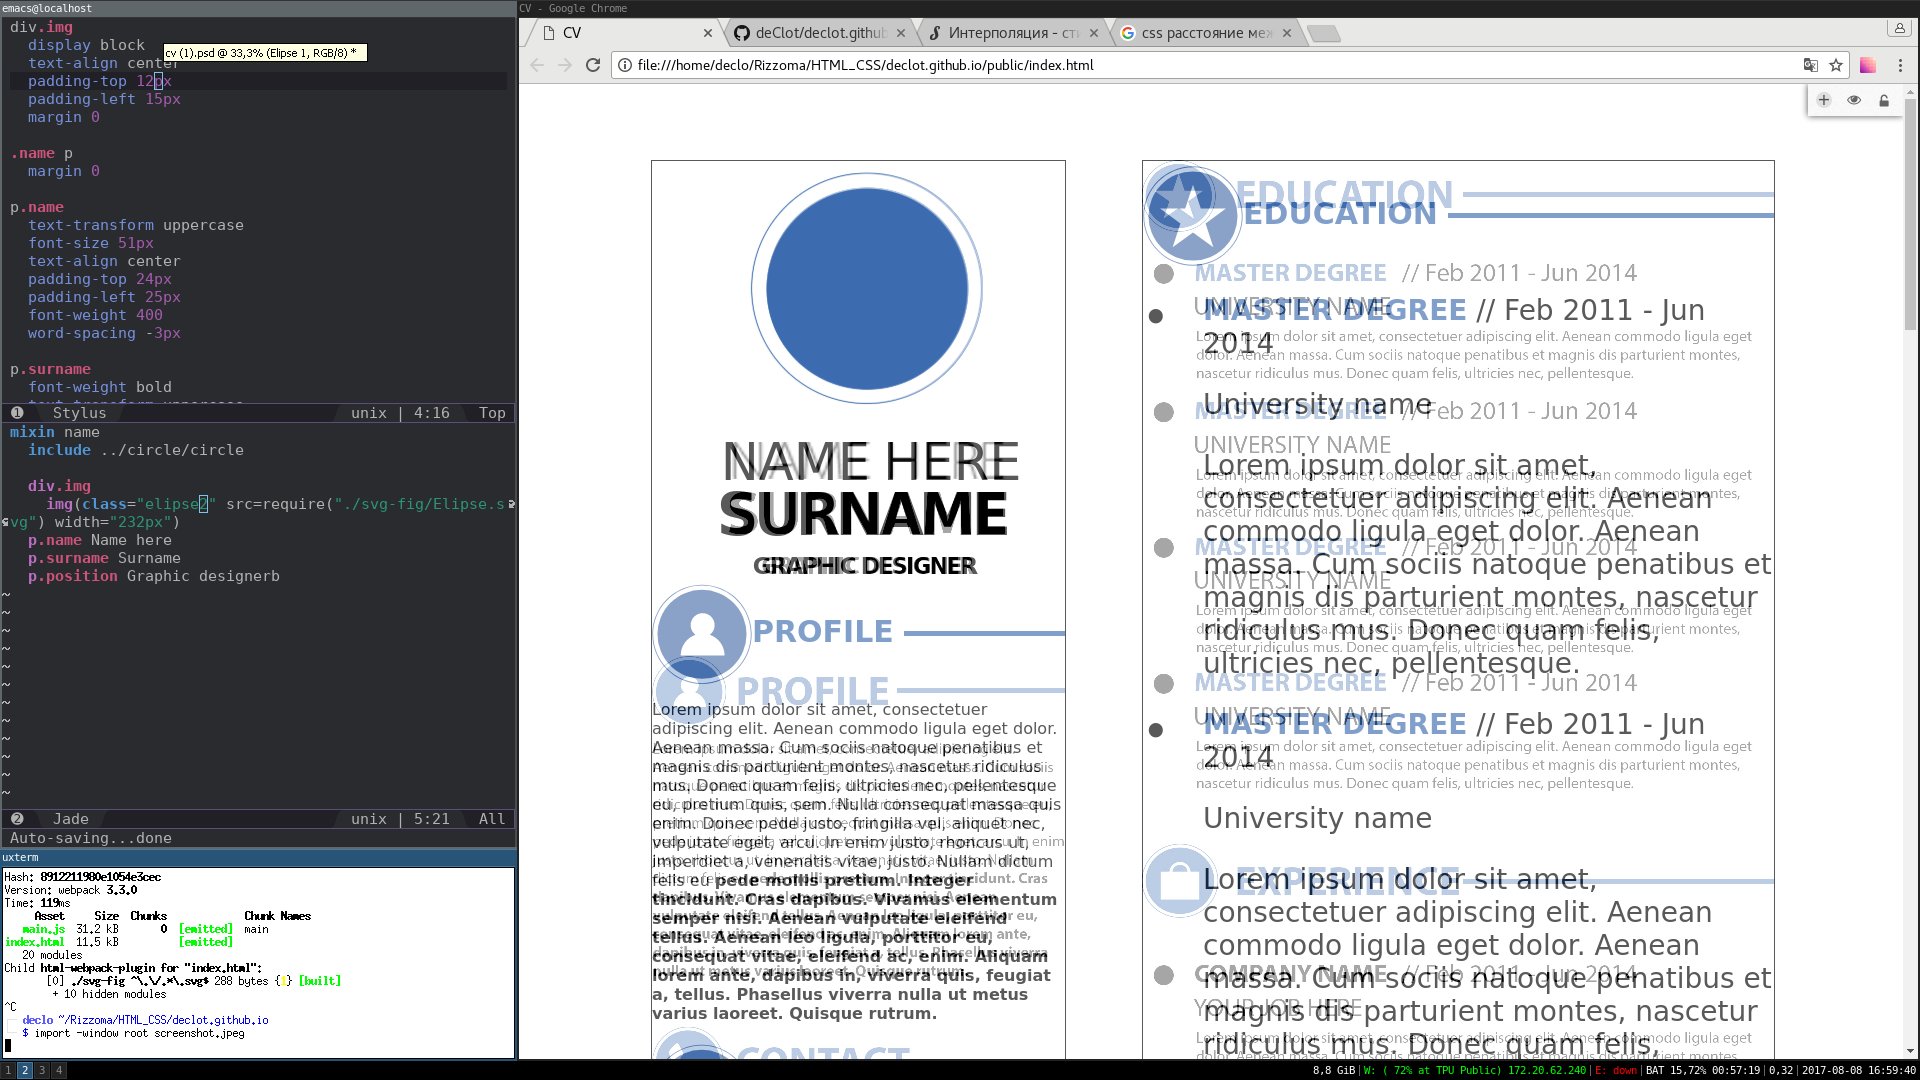 emacs@localhost
div.img
display block
cv (1).psd @ 33,3% (Elipse 1, RGB/8) *
text-align center
padding-top 12px
padding-left 15px
margin 0
.name p
margin 0
p.name
text-transform uppercase
font-size 51px
text-align center
padding-top 24px
padding-left 25px
font-weight 400
word-spacing -3px
p.surname
font-weight bold
1 Stylus unix | 4:16 Top
mixin name
include ../circle/circle
div.img
img(class="elipse2" src=require("./svg-fig/Elipse.s
vg") width="232px")
p.name Name here
p.surname Surname
p.position Graphic designerb
~
~
~
~
~
~
~
~
~
~
~
~
2 Jade unix | 5:21 All
Auto-saving...done
uxterm
Hash: 8912211980e1054e3cec
Version: webpack 3.3.0
Time: 119ms
Asset Size Chunks Chunk Names
main.js 31.2 kB 0 [emitted] main
index.html 11.5 kB [emitted]
20 modules
Child html-webpack-plugin for "index.html":
[0] ./svg-fig ^\.\/.*\.svg$ 288 bytes {1} [built]
+ 10 hidden modules
^C
declo ~/Rizzoma/HTML_CSS/declot.github.io
$ import -window root screenshot.jpeg
1 2 3 4
CV - Google Chrome
CV
deClot/declot.github
Интерполяция - сти
css расстояние меж
file:///home/declo/Rizzoma/HTML_CSS/declot.github.io/public/index.html
NAME HERE
SURNAME
GRAPHIC DESIGNER
PROFILE
PROFILE
Lorem ipsum dolor sit amet, consectetuer
adipiscing elit. Aenean commodo ligula eget dolor.
Aenean massa. Cum sociis natoque penatibus et
magnis dis parturient montes, nascetur ridiculus
mus. Donec quam felis, ultricies nec, pellentesque
eu, pretium quis, sem. Nulla consequat massa quis
enim. Donec pede justo, fringilla vel, aliquet nec,
vulputate eget, arcu. In enim justo, rhoncus ut,
imperdiet a, venenatis vitae, justo. Nullam dictum
felis eu pede mollis pretium. Integer
tincidunt. Cras dapibus. Vivamus elementum
semper nisi. Aenean vulputate eleifend
tellus. Aenean leo ligula, porttitor eu,
consequat vitae, eleifend ac, enim. Aliquam
lorem ante, dapibus in, viverra quis, feugiat
a, tellus. Phasellus viverra nulla ut metus
varius laoreet. Quisque rutrum.
CONTACT
EDUCATION
EDUCATION
MASTER DEGREE // Feb 2011 - Jun 2014
UNIVERSITY NAME
MASTER DEGREE // Feb 2011 - Jun
2014
Lorem ipsum dolor sit amet, consectetuer adipiscing elit. Aenean commodo ligula eget
dolor. Aenean massa. Cum sociis natoque penatibus et magnis dis parturient montes,
nascetur ridiculus mus. Donec quam felis, ultricies nec, pellentesque.
University name
MASTER DEGREE // Feb 2011 - Jun 2014
UNIVERSITY NAME
Lorem ipsum dolor sit amet,
consectetuer adipiscing elit. Aenean
commodo ligula eget dolor. Aenean
MASTER DEGREE // Feb 2011 - Jun 2014
massa. Cum sociis natoque penatibus et
UNIVERSITY NAME
magnis dis parturient montes, nascetur
ridiculus mus. Donec quam felis,
ultricies nec, pellentesque.
MASTER DEGREE // Feb 2011 - Jun 2014
UNIVERSITY NAME
MASTER DEGREE // Feb 2011 - Jun
2014
Lorem ipsum dolor sit amet, consectetuer adipiscing elit. Aenean commodo ligula eget
dolor. Aenean massa. Cum sociis natoque penatibus et magnis dis parturient montes,
nascetur ridiculus mus. Donec quam felis, ultricies nec, pellentesque.
University name
EXPERIENCE
Lorem ipsum dolor sit amet,
consectetuer adipiscing elit. Aenean
commodo ligula eget dolor. Aenean
COMPANY NAME // Feb 2011 - Jun 2014
massa. Cum sociis natoque penatibus et
YOUR JOB HERE
magnis dis parturient montes, nascetur
ridiculus mus. Donec quam felis,
8,8 GiB|W: ( 72% at TPU Public) 172.20.62.240|E: down|BAT 15,72% 00:57:19|0,32|2017-08-08 16:59:40